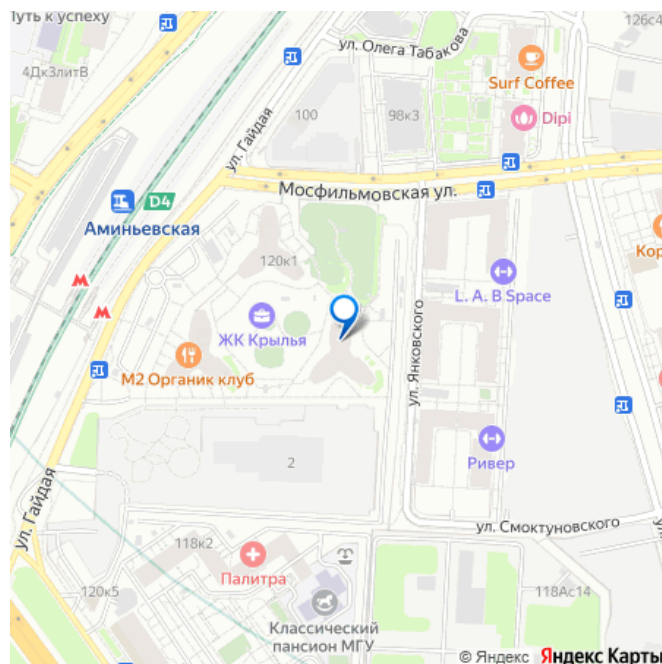 Путь к успеху
126с4
4Дк3литВ
ул. Олега Табакова
Surf Coffee
100
98к3
Dipi
ул. Гайдая
Мосфильмовская ул.
D4
Аминьевская
120к1
Кор
L. A. B Space
ЖК Крылья
ул. Янковского
М2 Органик клуб
Ривер
2
ул. Гайдая
ул. Смоктуновского
118к2
Палитра
120к5
118Ас14
Классический
пансион МГУ
© Яндекс Яндекс Карты